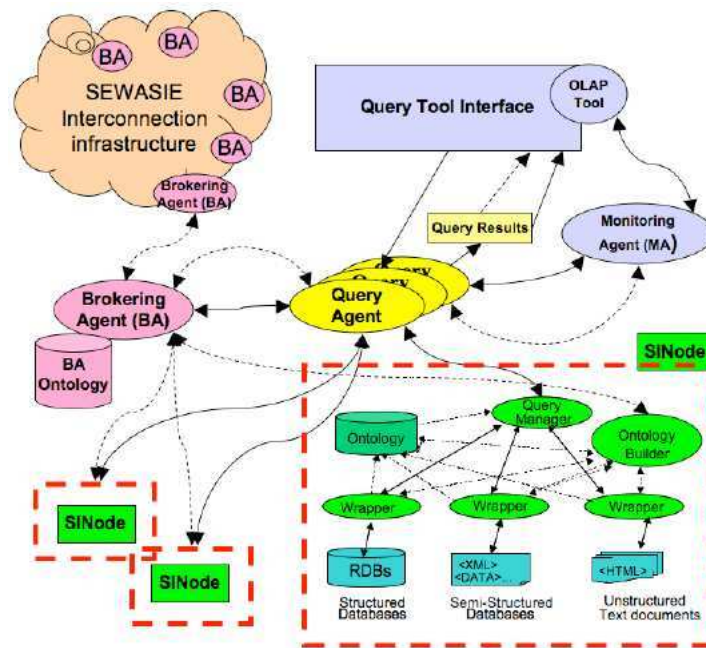 BA
BA
SEWASIE
Interconnection
infrastructure
BA
BA
Brokering
Agent (BA)
Query Tool Interface
OLAP
Tool
Query Results
Monitoring
Agent (MA)
Query
Query
Query
Agent
Brokering
Agent (BA)
BA
Ontology
SINode
Query
Manager
Ontology
Ontology
Builder
Wrapper
Wrapper
Wrapper
SINode
SINode
RDBs
<XML>
<DATA>...
<HTML>
Structured
Databases
Semi-Structured
Databases
Unstructured
Text documents